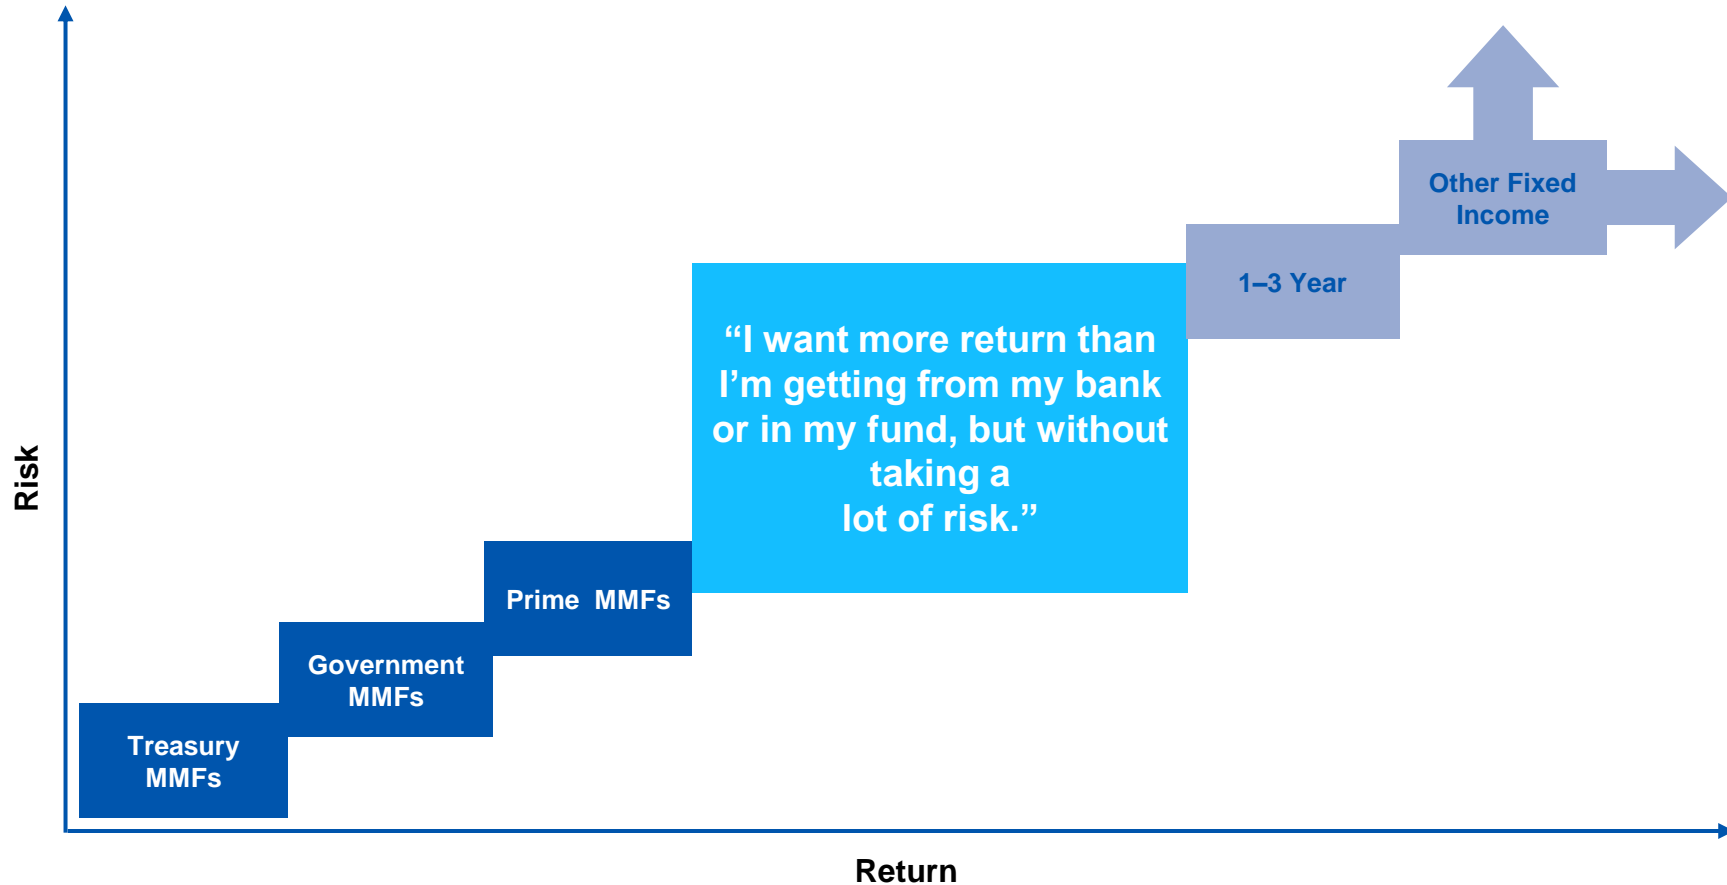 Other Fixed
Income
1–3 Year
“I want more return than
I’m getting from my bank
or in my fund, but without
taking a
lot of risk.”
Prime  MMFs
Government
MMFs
Treasury
MMFs
Risk
Return